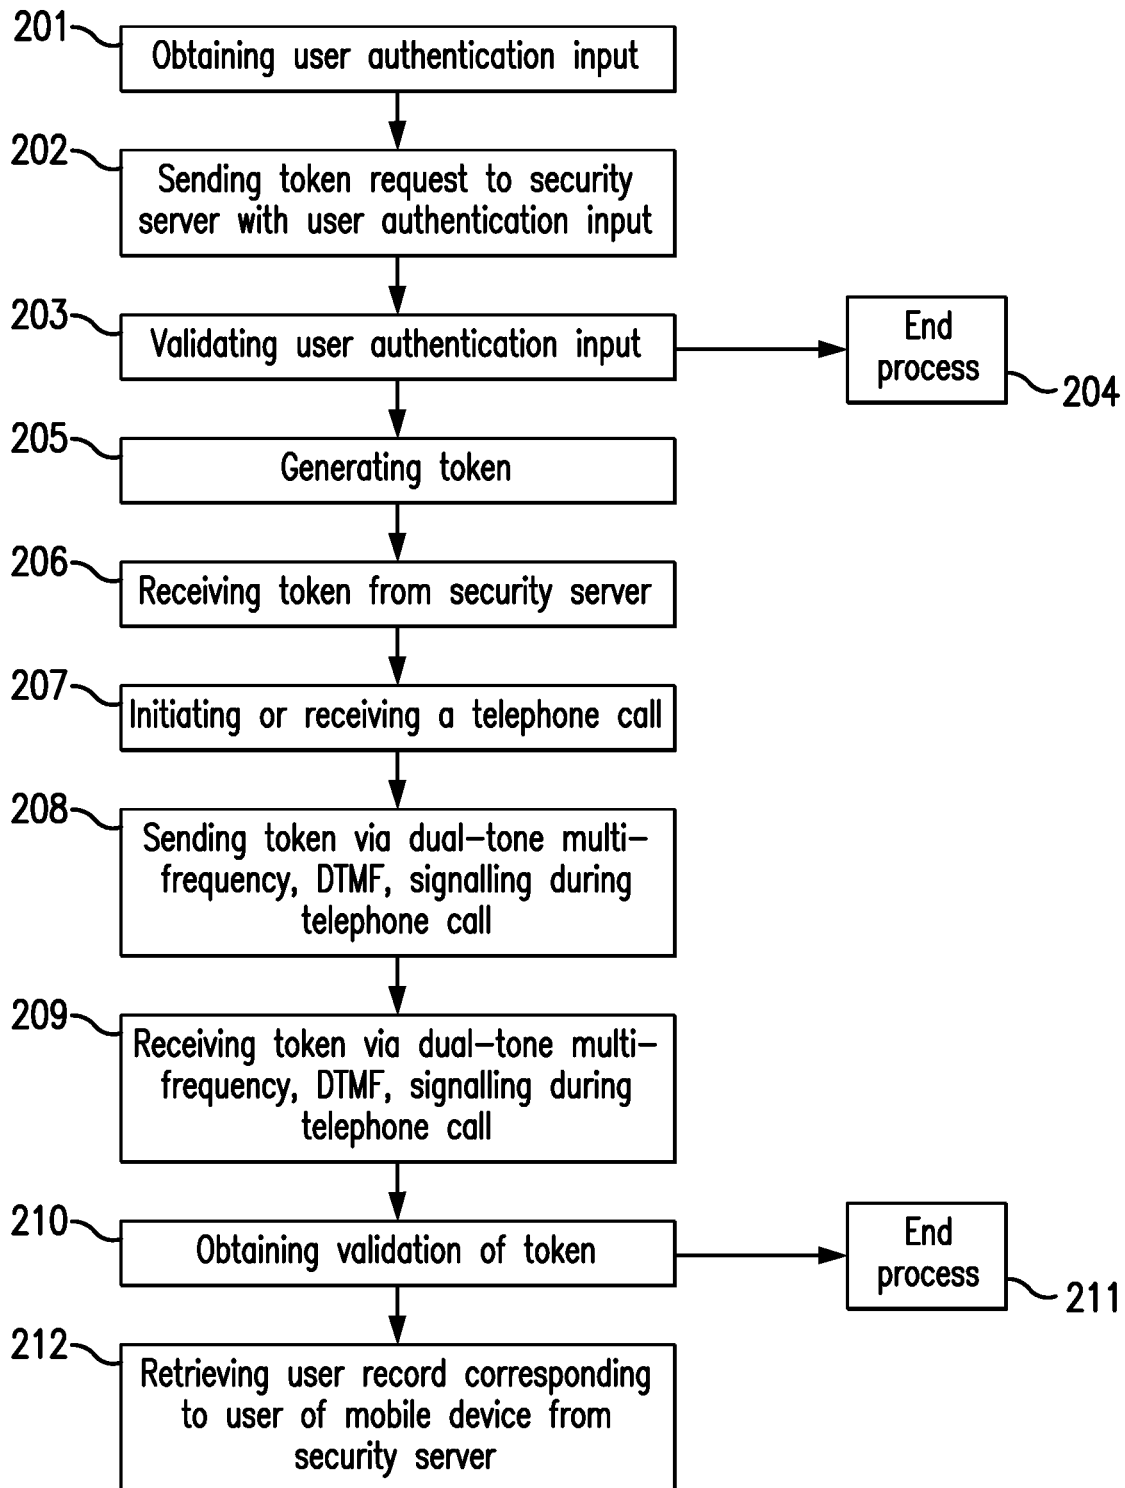 201
Obtaining user authentication input
202
Sending token request to security
server with user authentication input
203
Validating user authentication input
End
process
204
205
Generating token
206
Receiving token from security server
207
Initiating or receiving a telephone call
208
Sending token via dual-tone multi-
frequency, DTMF, signalling during
telephone call
209
Receiving token via dual-tone multi-
frequency, DTMF, signalling during
telephone call
210
Obtaining validation of token
End
process
211
212
Retrieving user record corresponding
to user of mobile device from
security server